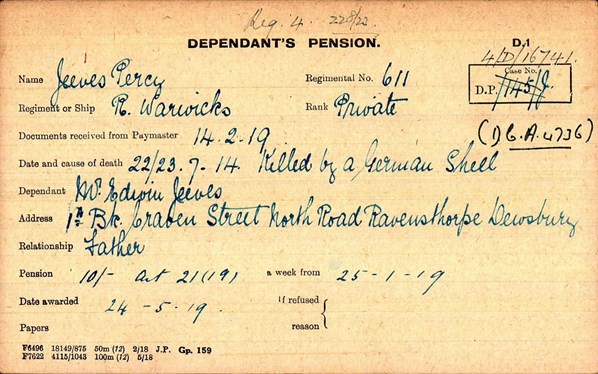 Reg. 4. 228/22.
DEPENDANT'S PENSION.
D.1
4/D/16741.
Name Jeeves Percy Regimental No. 611
Case No.
D.P. 145/J.
Regiment or Ship R. Warwicks Rank Private
(D.G.A. 4736)
Documents received from Paymaster 14.2.19.
Date and cause of death 22/23.7-14 Killed by a German Shell
Dependant Mr. Edwin Jeeves
Address 1A Bk. Craven Street North Road Ravensthorpe Dewsbury
Relationship Father
Pension 10/- Art 21(19) a week from 25-1-19
Date awarded 24-5-19. if refused
Papers reason
F6496 18149/875 50m (12) 2/18 J.P. Gp. 159
F7622 4115/1043 100m (12) 5/18